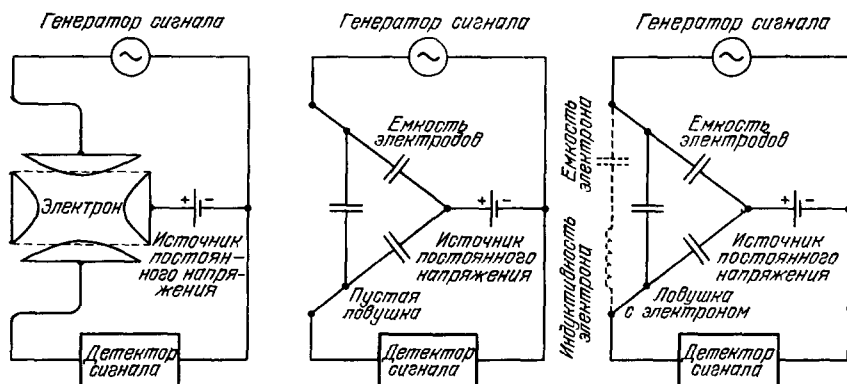 Генератор сигнала
Электрон
+ -
Источник
постоян-
ного напря-
жения
Детектор
сигнала
Генератор сигнала
Емкость
электродов
+ -
Источник
постоянного
напряжения
Пустая
ловушка
Детектор
сигнала
Генератор сигнала
Емкость
электрона
Емкость
электродов
+ -
Источник
постоянного
напряжения
Индуктивность
электрона
Ловушка
с электроном
Детектор
сигнала